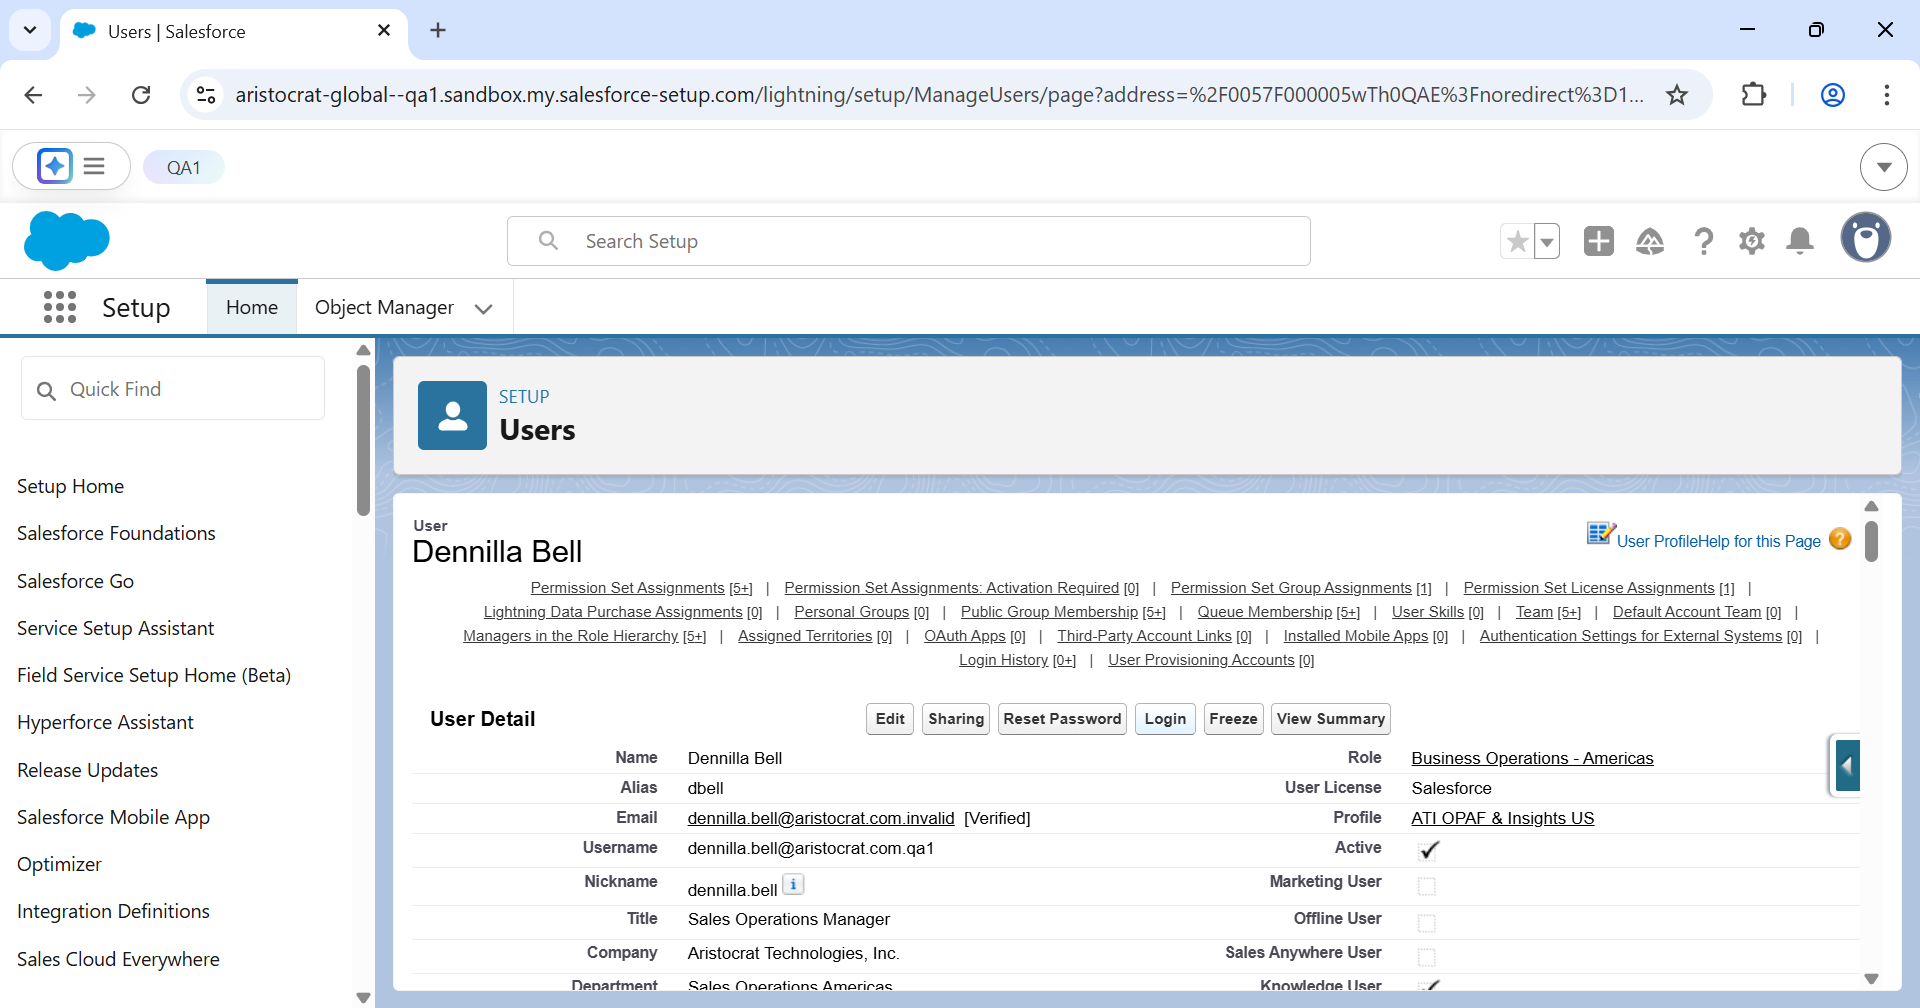 Users | Salesforce
aristocrat-global--qa1.sandbox.my.salesforce-setup.com/lightning/setup/ManageUsers/page?address=%2F0057F000005wTh0QAE%3Fnoredirect%3D1...
QA1
Search Setup
Setup
Home
Object Manager
Quick Find
Setup Home
Salesforce Foundations
Salesforce Go
Service Setup Assistant
Field Service Setup Home (Beta)
Hyperforce Assistant
Release Updates
Salesforce Mobile App
Optimizer
Integration Definitions
Sales Cloud Everywhere
SETUP
Users
User
Dennilla Bell
User ProfileHelp for this Page ?
Permission Set Assignments [5+] | Permission Set Assignments: Activation Required [0] | Permission Set Group Assignments [1] | Permission Set License Assignments [1] |
Lightning Data Purchase Assignments [0] | Personal Groups [0] | Public Group Membership [5+] | Queue Membership [5+] | User Skills [0] | Team [5+] | Default Account Team [0] |
Managers in the Role Hierarchy [5+] | Assigned Territories [0] | OAuth Apps [0] | Third-Party Account Links [0] | Installed Mobile Apps [0] | Authentication Settings for External Systems [0] |
Login History [0+] | User Provisioning Accounts [0]
User Detail
Edit Sharing Reset Password Login Freeze View Summary
Name Dennilla Bell Role Business Operations - Americas
Alias dbell User License Salesforce
Email dennilla.bell@aristocrat.com.invalid [Verified] Profile ATI OPAF & Insights US
Username dennilla.bell@aristocrat.com.qa1 Active
Nickname dennilla.bell i Marketing User
Title Sales Operations Manager Offline User
Company Aristocrat Technologies, Inc. Sales Anywhere User
Department Sales Operations Americas Knowledge User